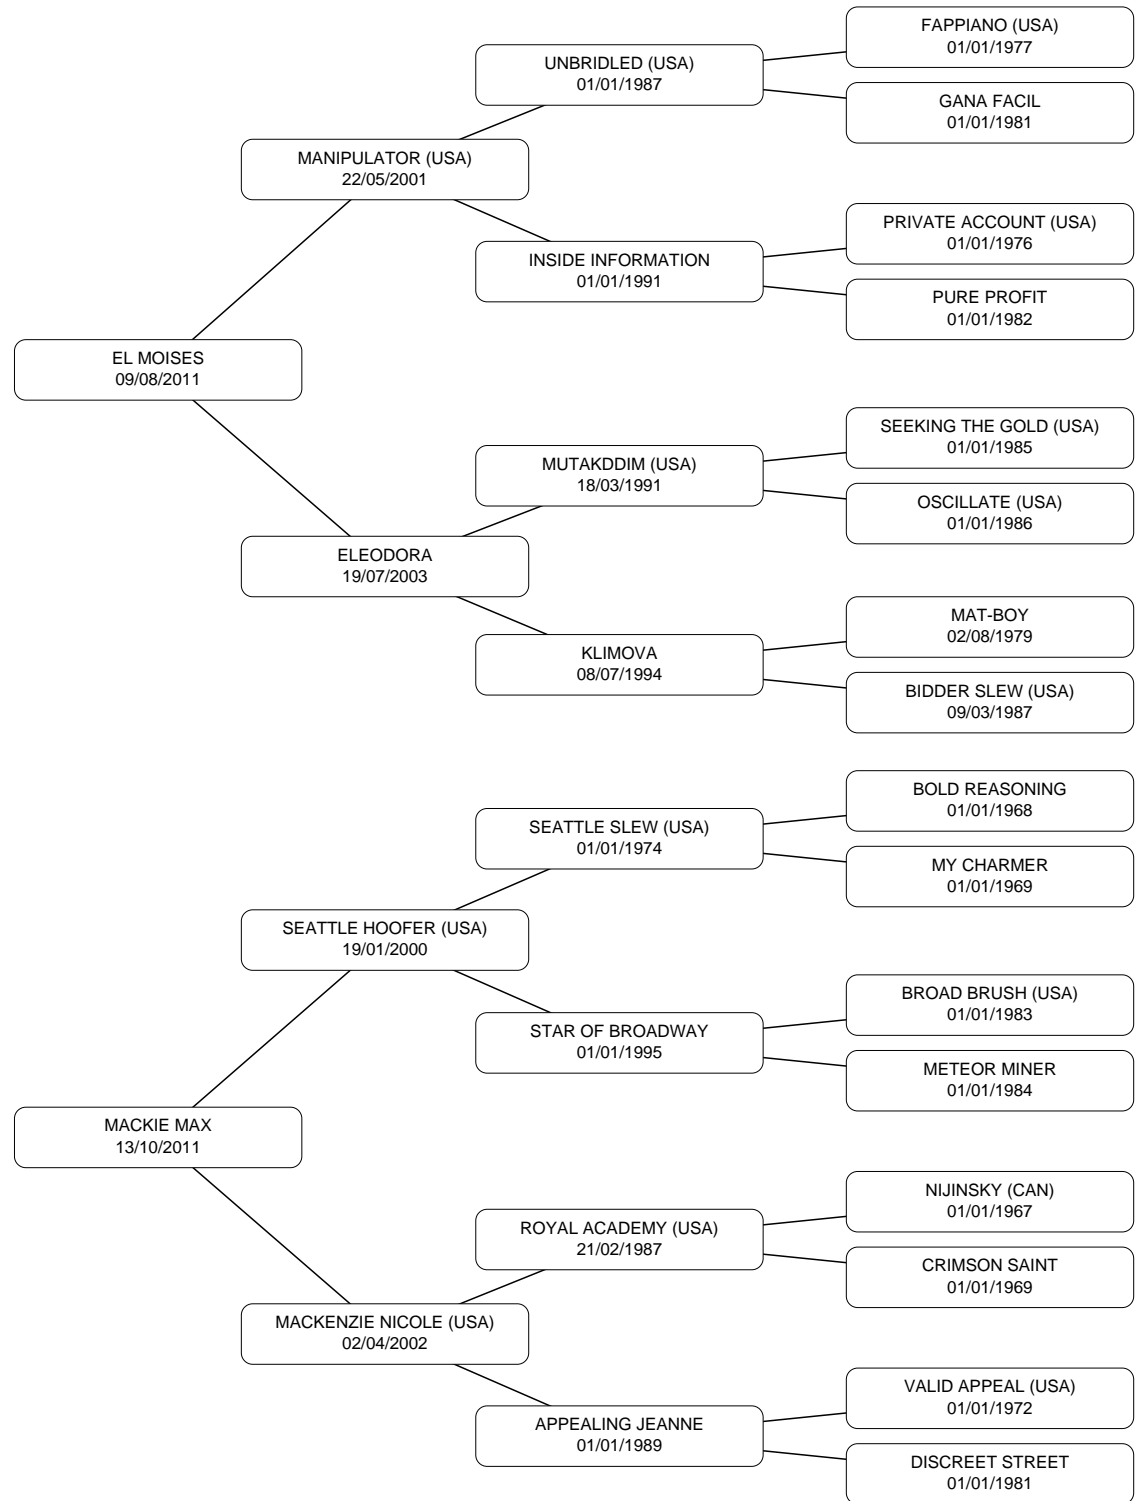 FAPPIANO (USA)
01/01/1977
UNBRIDLED (USA)
01/01/1987
GANA FACIL
01/01/1981
MANIPULATOR (USA)
22/05/2001
PRIVATE ACCOUNT (USA)
01/01/1976
INSIDE INFORMATION
01/01/1991
PURE PROFIT
01/01/1982
EL MOISES
09/08/2011
SEEKING THE GOLD (USA)
01/01/1985
MUTAKDDIM (USA)
18/03/1991
OSCILLATE (USA)
01/01/1986
ELEODORA
19/07/2003
MAT-BOY
02/08/1979
KLIMOVA
08/07/1994
BIDDER SLEW (USA)
09/03/1987
BOLD REASONING
01/01/1968
SEATTLE SLEW (USA)
01/01/1974
MY CHARMER
01/01/1969
SEATTLE HOOFER (USA)
19/01/2000
BROAD BRUSH (USA)
01/01/1983
STAR OF BROADWAY
01/01/1995
METEOR MINER
01/01/1984
MACKIE MAX
13/10/2011
NIJINSKY (CAN)
01/01/1967
ROYAL ACADEMY (USA)
21/02/1987
CRIMSON SAINT
01/01/1969
MACKENZIE NICOLE (USA)
02/04/2002
VALID APPEAL (USA)
01/01/1972
APPEALING JEANNE
01/01/1989
DISCREET STREET
01/01/1981